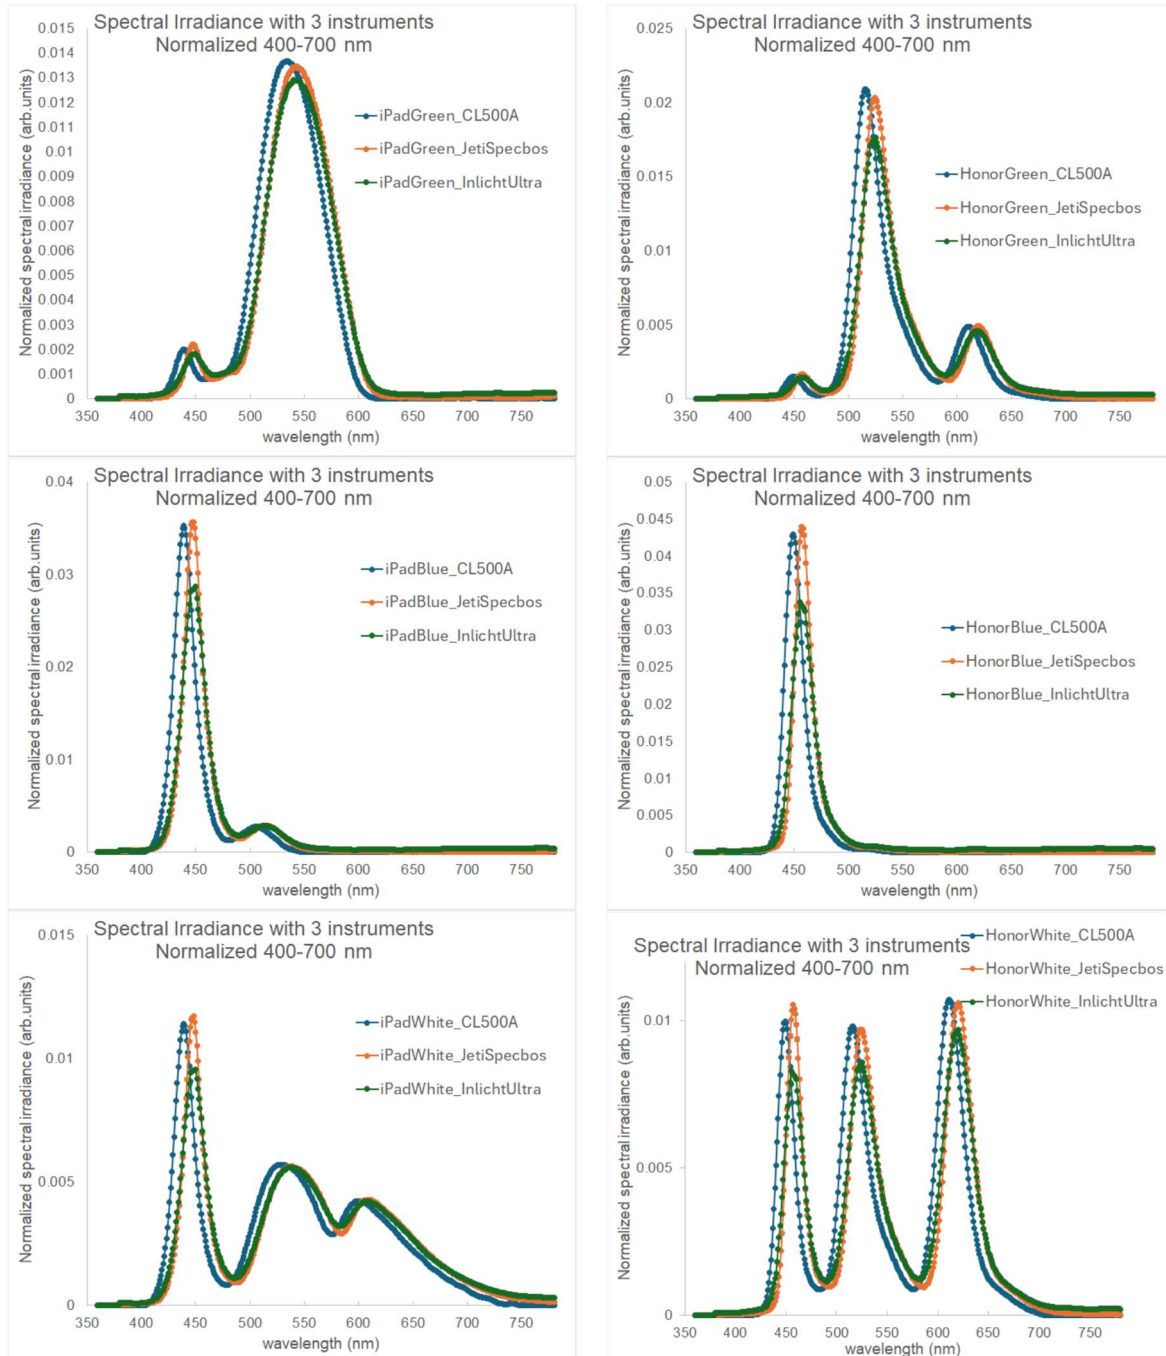 Spectral Irradiance with 3 instruments
Normalized 400-700 nm
Normalized spectral irradiance (arb.units)
0.015
0.014
0.013
0.012
0.011
0.01
0.009
0.008
0.007
0.006
0.005
0.004
0.003
0.002
0.001
0
iPadGreen_CL500A
iPadGreen_JetiSpecbos
iPadGreen_InlichtUltra
350 400 450 500 550 600 650 700 750
wavelength (nm)
Spectral Irradiance with 3 instruments
Normalized 400-700 nm
Normalized spectral irradiance (arb.units)
0.025
0.02
0.015
0.01
0.005
0
HonorGreen_CL500A
HonorGreen_JetiSpecbos
HonorGreen_InlichtUltra
350 400 450 500 550 600 650 700 750
wavelength (nm)
Spectral Irradiance with 3 instruments
Normalized 400-700 nm
Normalized spectral irradiance (arb.units)
0.04
0.03
0.02
0.01
0
iPadBlue_CL500A
iPadBlue_JetiSpecbos
iPadBlue_InlichtUltra
350 400 450 500 550 600 650 700 750
wavelength (nm)
Spectral Irradiance with 3 instruments
Normalized 400-700 nm
Normalized spectral irradiance (arb.units)
0.05
0.045
0.04
0.035
0.03
0.025
0.02
0.015
0.01
0.005
0
HonorBlue_CL500A
HonorBlue_JetiSpecbos
HonorBlue_InlichtUltra
350 400 450 500 550 600 650 700 750
wavelength (nm)
Spectral Irradiance with 3 instruments
Normalized 400-700 nm
Normalized spectral irradiance (arb.units)
0.015
0.01
0.005
0
iPadWhite_CL500A
iPadWhite_JetiSpecbos
iPadWhite_InlichtUltra
350 400 450 500 550 600 650 700 750
wavelength (nm)
Spectral Irradiance with 3 instruments
Normalized 400-700 nm
Normalized spectral irradiance (arb.units)
0.01
0.005
0
HonorWhite_CL500A
HonorWhite_JetiSpecbos
HonorWhite_InlichtUltra
350 400 450 500 550 600 650 700 750
wavelength (nm)